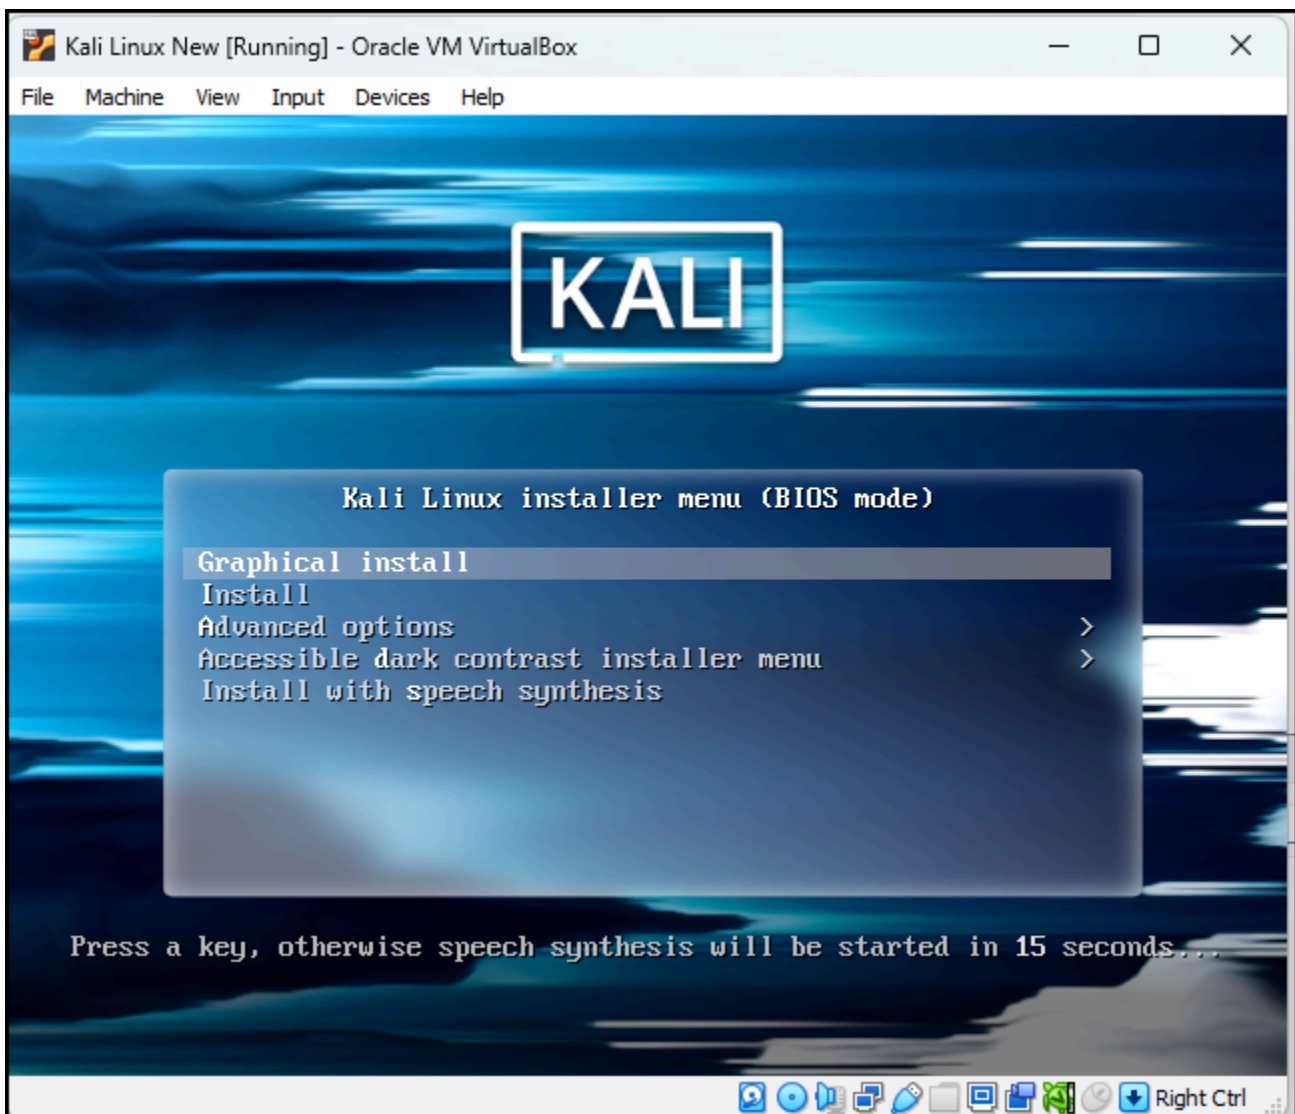 Kali Linux New [Running] - Oracle VM VirtualBox
File Machine View Input Devices Help
KALI
Kali Linux installer menu (BIOS mode)
Graphical install
Install
Advanced options >
Accessible dark contrast installer menu >
Install with speech synthesis
Press a key, otherwise speech synthesis will be started in 15 seconds...
Right Ctrl